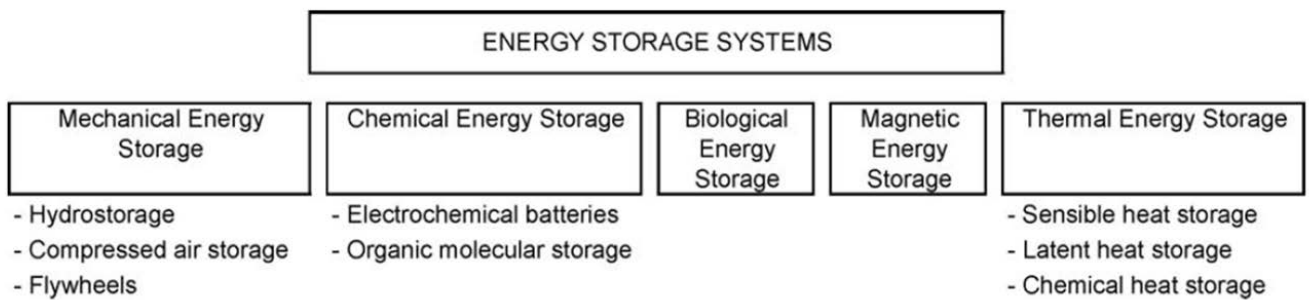 ENERGY STORAGE SYSTEMS
Mechanical Energy
Storage
- Hydrostorage
- Compressed air storage
- Flywheels
Chemical Energy Storage
- Electrochemical batteries
- Organic molecular storage
Biological
Energy
Storage
Magnetic
Energy
Storage
Thermal Energy Storage
- Sensible heat storage
- Latent heat storage
- Chemical heat storage